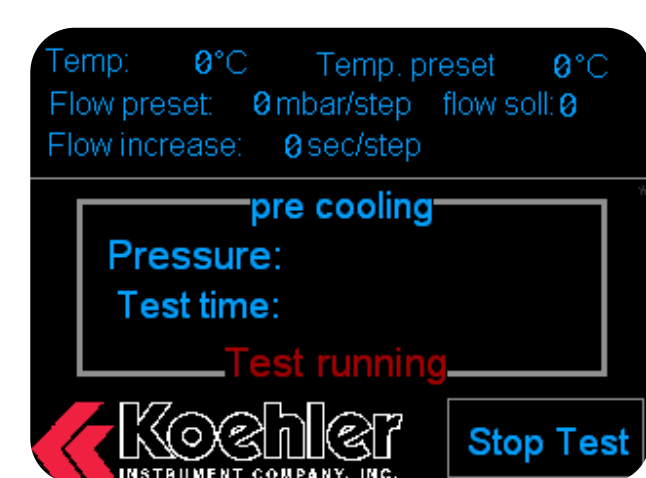 Temp: 0°C Temp. preset 0°C
Flow preset: 0 mbar/step flow soll: 0
Flow increase: 0 sec/step
pre cooling
Pressure:
Test time:
Test running
Koehler
INSTRUMENT COMPANY, INC.
Stop Test